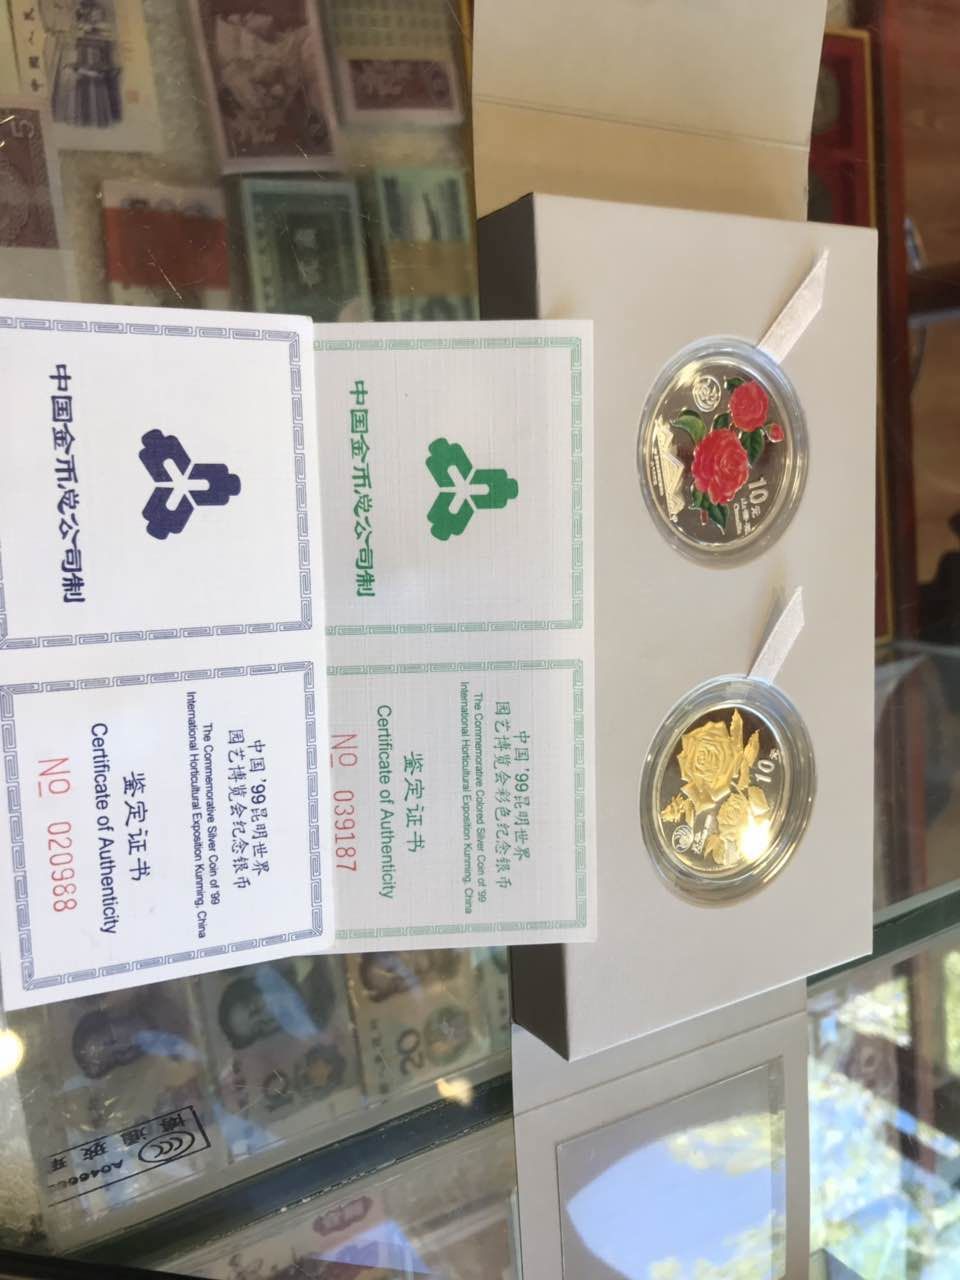 中国金币总公司制
中国 '99昆明世界
园艺博览会纪念银币
The Commemorative Silver Coin of '99
International Horticultural Exposition Kunming, China
鉴定证书
Certificate of Authenticity
NO 020988
中国金币总公司制
中国 '99昆明世界
园艺博览会彩色纪念银币
The Commemorative Colored Silver Coin of '99
International Horticultural Exposition Kunming, China
鉴定证书
Certificate of Authenticity
NO 039187
10元
10元
20
5